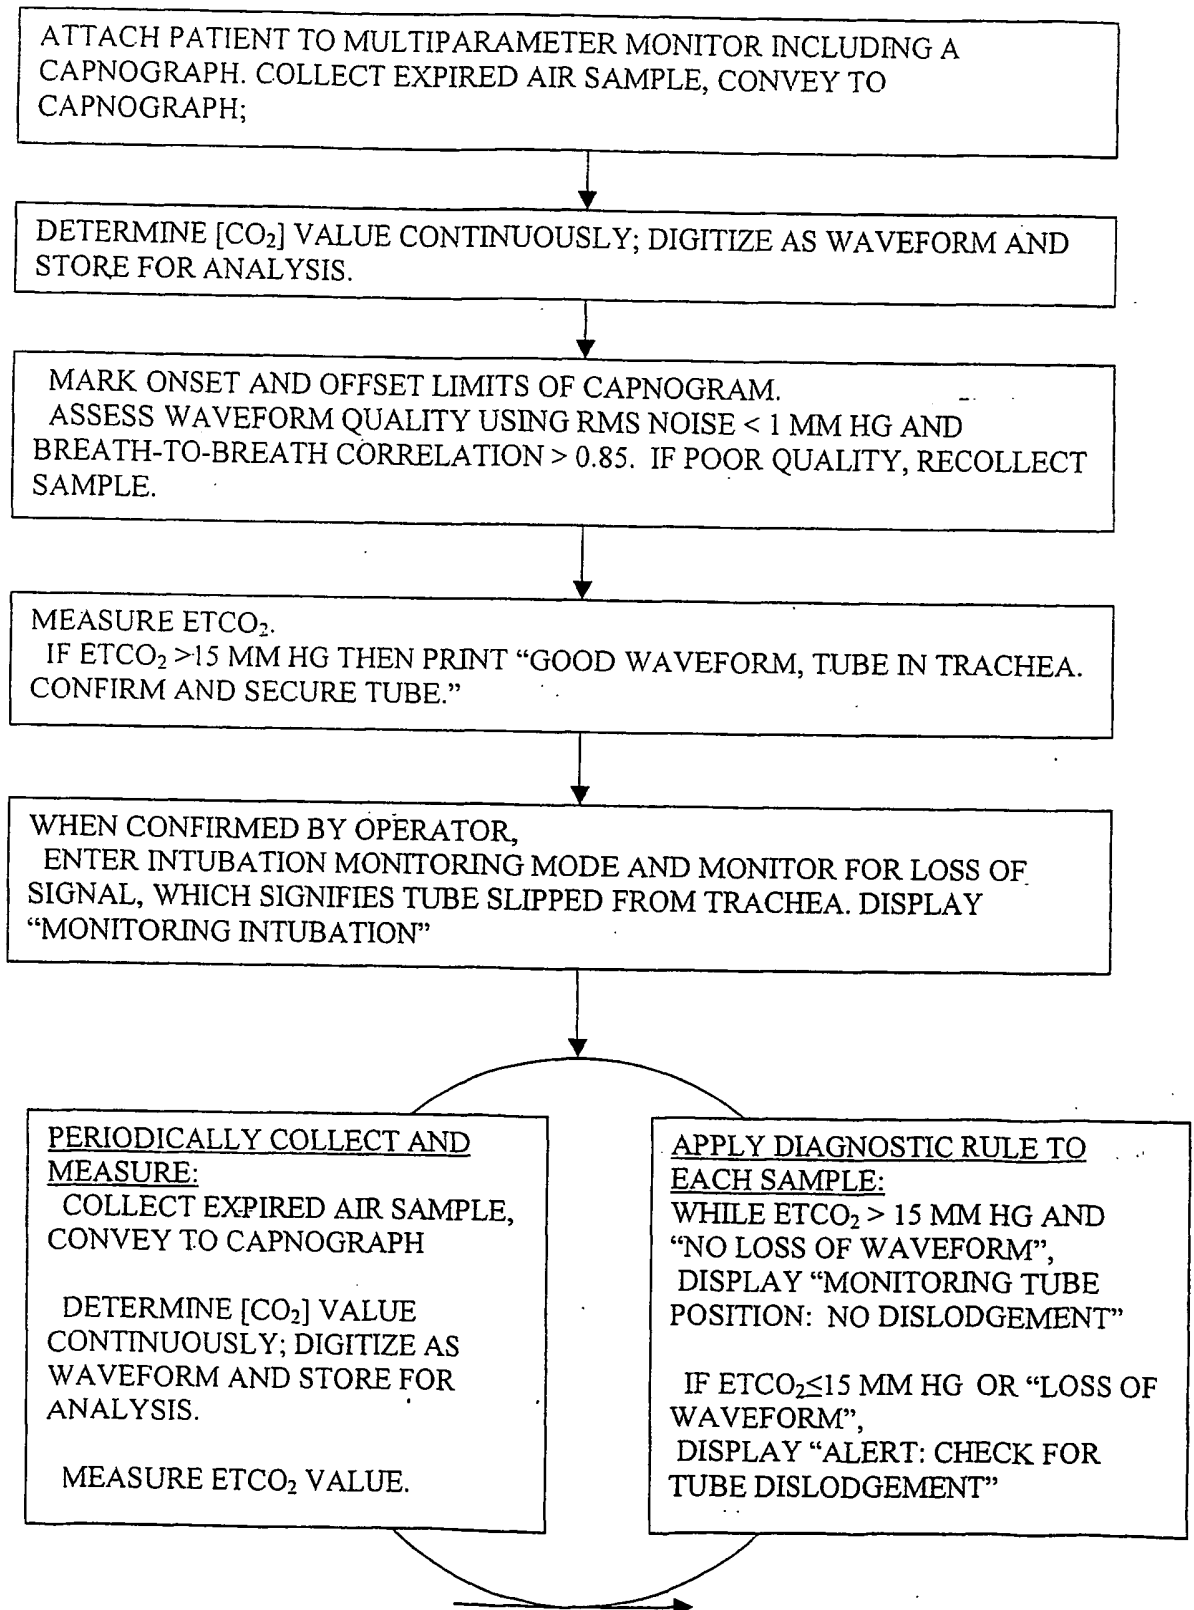 ATTACH PATIENT TO MULTIPARAMETER MONITOR INCLUDING A
CAPNOGRAPH. COLLECT EXPIRED AIR SAMPLE, CONVEY TO
CAPNOGRAPH;
DETERMINE [CO₂] VALUE CONTINUOUSLY; DIGITIZE AS WAVEFORM AND
STORE FOR ANALYSIS.
MARK ONSET AND OFFSET LIMITS OF CAPNOGRAM.
ASSESS WAVEFORM QUALITY USING RMS NOISE < 1 MM HG AND
BREATH-TO-BREATH CORRELATION > 0.85. IF POOR QUALITY, RECOLLECT
SAMPLE.
MEASURE ETCO₂.
IF ETCO₂ >15 MM HG THEN PRINT “GOOD WAVEFORM, TUBE IN TRACHEA.
CONFIRM AND SECURE TUBE.”
WHEN CONFIRMED BY OPERATOR,
ENTER INTUBATION MONITORING MODE AND MONITOR FOR LOSS OF
SIGNAL, WHICH SIGNIFIES TUBE SLIPPED FROM TRACHEA. DISPLAY
“MONITORING INTUBATION”
PERIODICALLY COLLECT AND
MEASURE:
COLLECT EXPIRED AIR SAMPLE,
CONVEY TO CAPNOGRAPH
DETERMINE [CO₂] VALUE
CONTINUOUSLY; DIGITIZE AS
WAVEFORM AND STORE FOR
ANALYSIS.
MEASURE ETCO₂ VALUE.
APPLY DIAGNOSTIC RULE TO
EACH SAMPLE:
WHILE ETCO₂ > 15 MM HG AND
“NO LOSS OF WAVEFORM”,
DISPLAY “MONITORING TUBE
POSITION: NO DISLODGEMENT”
IF ETCO₂≤15 MM HG OR “LOSS OF
WAVEFORM”,
DISPLAY “ALERT: CHECK FOR
TUBE DISLODGEMENT”